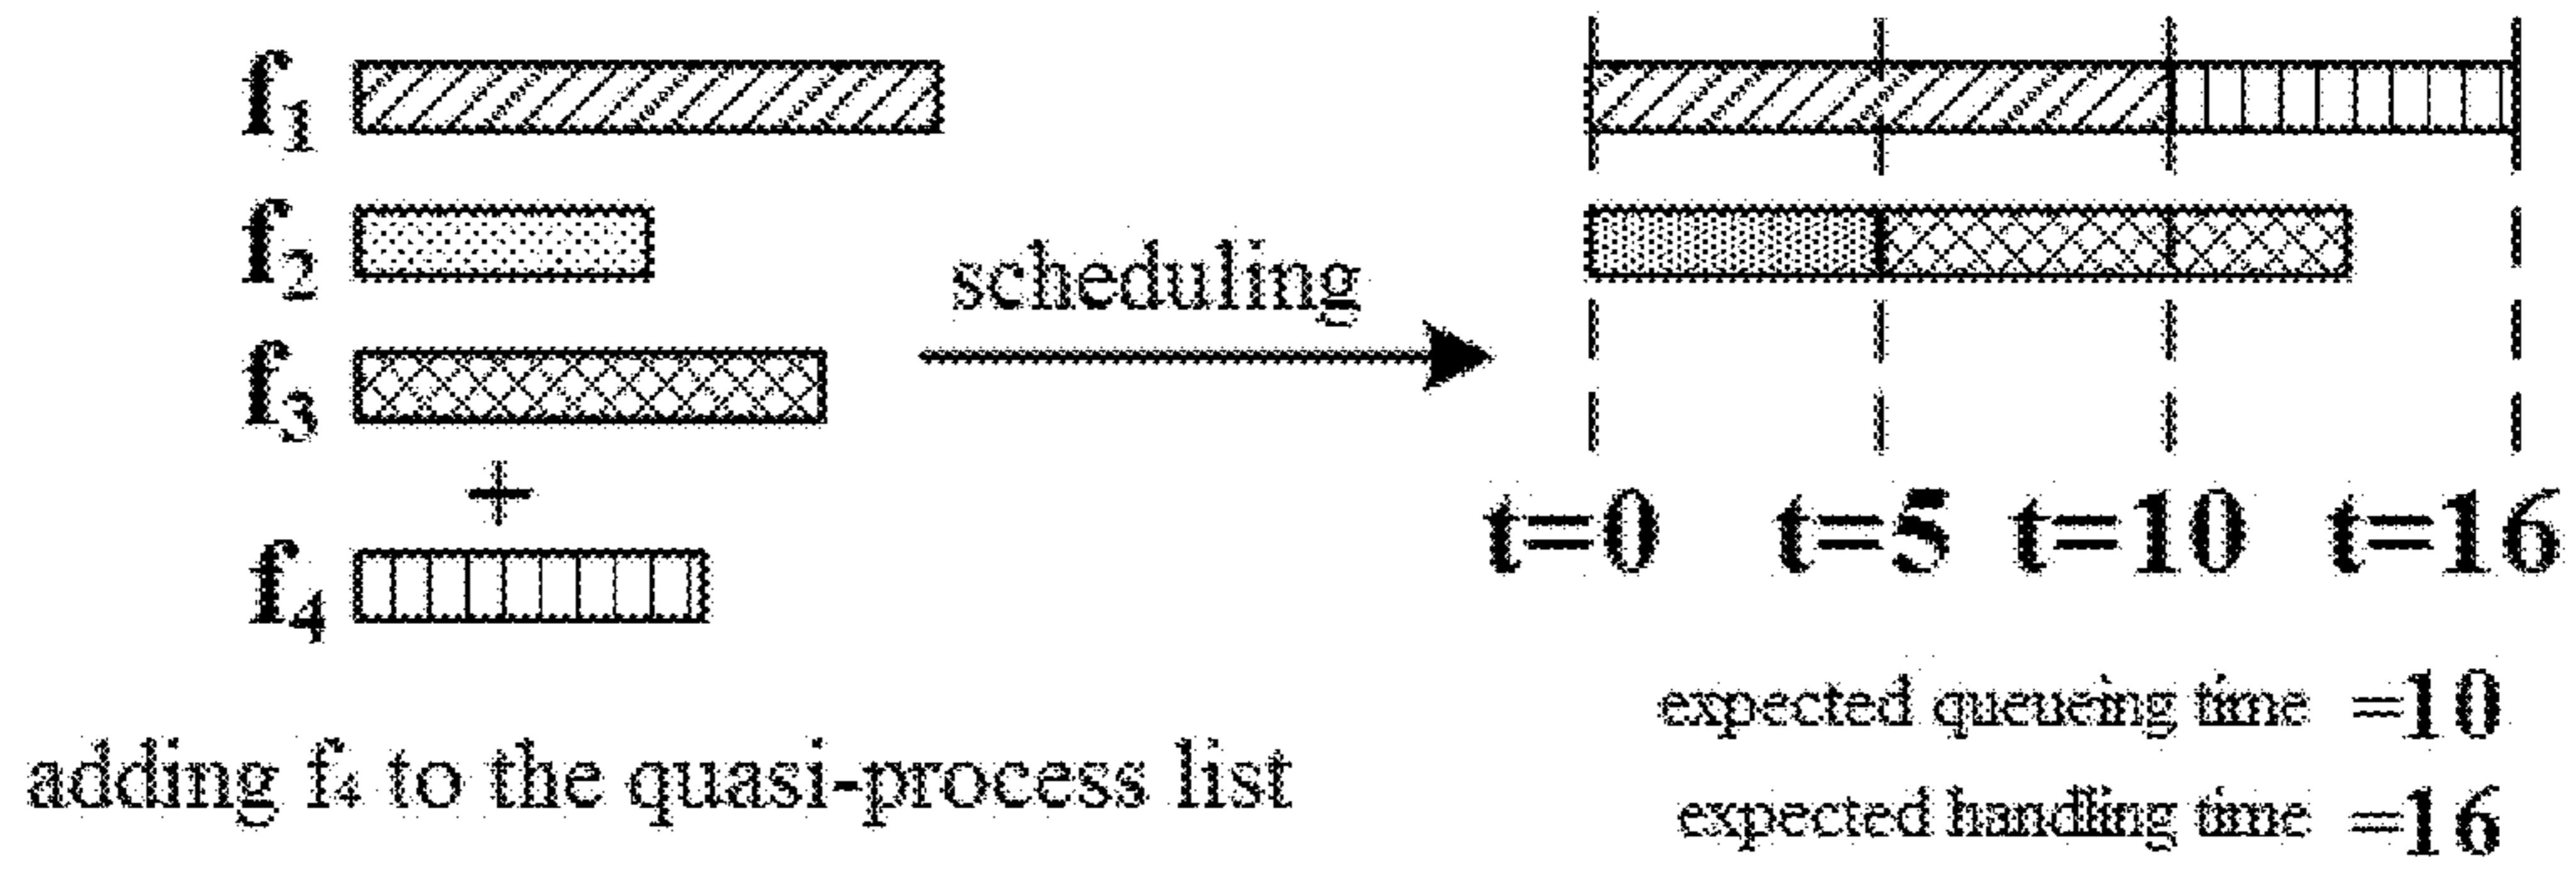 f1
f2
f3
+
f4
scheduling
t=0 t=5 t=10 t=16
expected queueing time =10
expected handling time =16
adding f4 to the quasi-process list